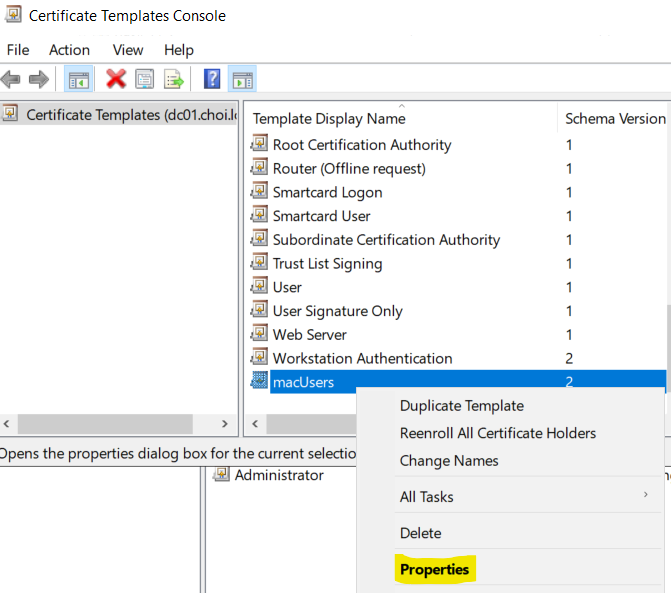 Certificate Templates Console
File Action View Help
Certificate Templates (dc01.choi.lo
Template Display Name Schema Version
Root Certification Authority 1
Router (Offline request) 1
Smartcard Logon 1
Smartcard User 1
Subordinate Certification Authority 1
Trust List Signing 1
User 1
User Signature Only 1
Web Server 1
Workstation Authentication 2
macUsers 2
Duplicate Template
Reenroll All Certificate Holders
Change Names
All Tasks
Delete
Properties
Opens the properties dialog box for the current selectio
Administrator